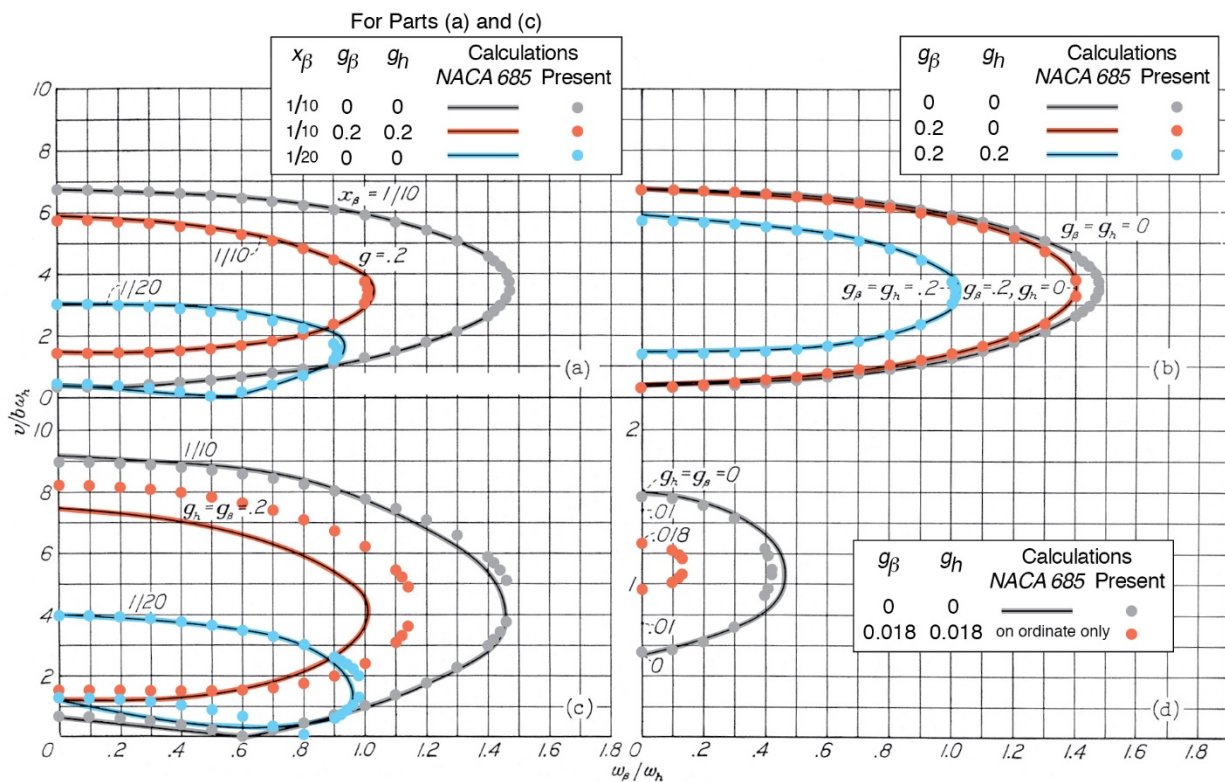 For Parts (a) and (c)
xβ gβ gh Calculations
NACA 685 Present
1/10 0 0
1/10 0.2 0.2
1/20 0 0
gβ gh Calculations
NACA 685 Present
0 0
0.2 0
0.2 0.2
10
8
6
4
2
0
xβ = 1/10
1/10
g = .2
1/20
(a)
gβ = gh = 0
gβ = gh = .2
gβ = .2, gh = 0
(b)
v/bωh
10
8
6
4
2
1/10
gh = gβ = .2
1/20
(c)
2.
1
gh = gβ = 0
.01
.018
.01
0
(d)
gβ gh Calculations
NACA 685 Present
0 0
0.018 0.018 on ordinate only
0 .2 .4 .6 .8 1.0 1.2 1.4 1.6 1.8
0 .2 .4 .6 .8 1.0 1.2 1.4 1.6 1.8
ωβ/ωh